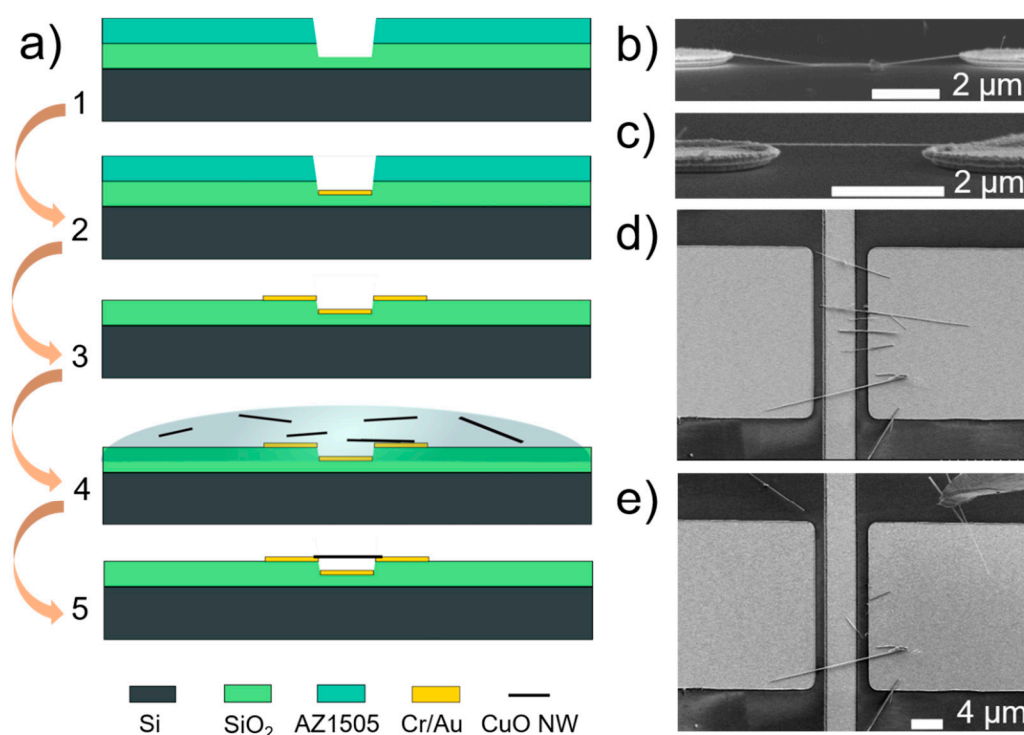 a)
1
2
3
4
5
Si
SiO₂
AZ1505
Cr/Au
CuO NW
b)
2 µm
c)
2 µm
d)
e)
4 µm